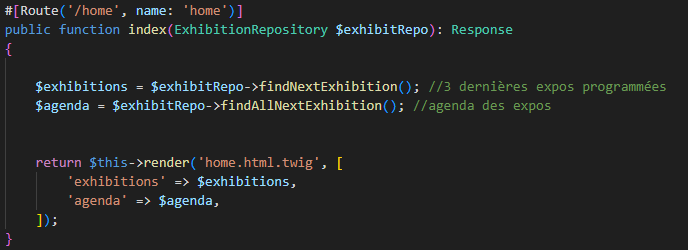 #[Route('/home', name: 'home')]
public function index(ExhibitionRepository $exhibitRepo): Response
{
$exhibitions = $exhibitRepo->findNextExhibition(); //3 dernières expos programmées
$agenda = $exhibitRepo->findAllNextExhibition(); //agenda des expos
return $this->render('home.html.twig', [
'exhibitions' => $exhibitions,
'agenda' => $agenda,
]);
}